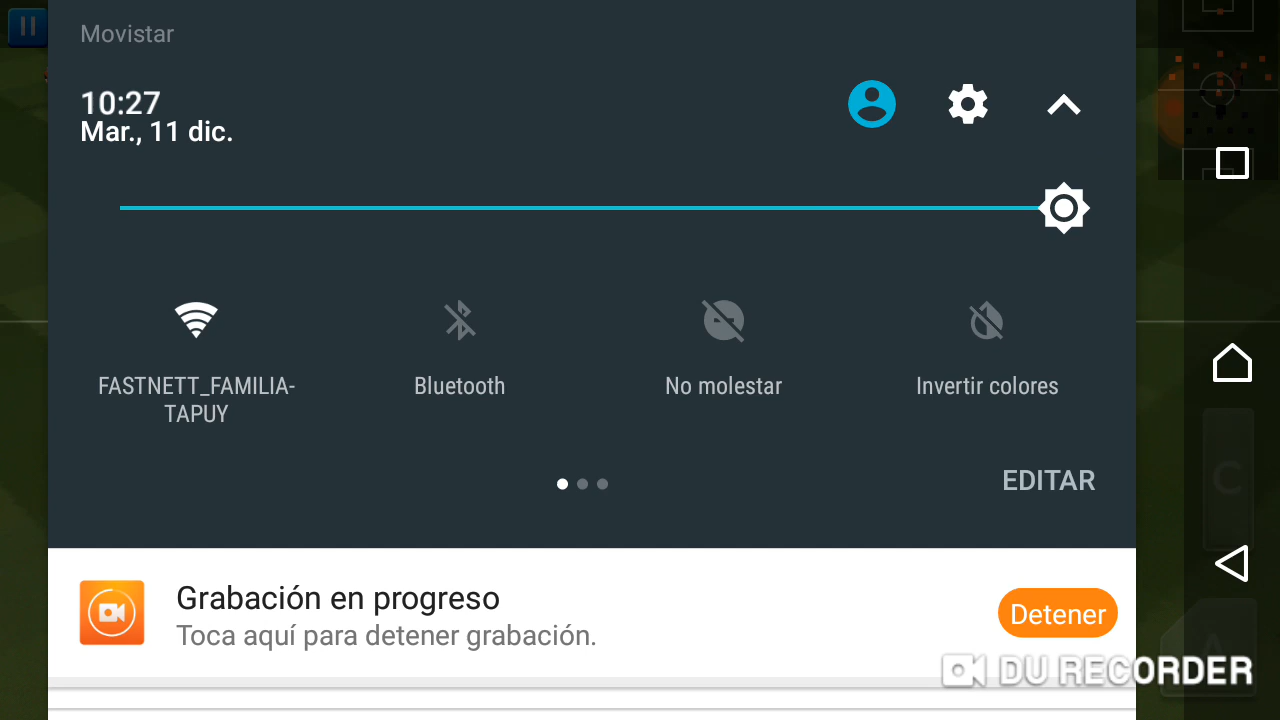 Movistar
10:27
Mar., 11 dic.
FASTNETT_FAMILIA-
TAPUY
Bluetooth
No molestar
Invertir colores
EDITAR
Grabación en progreso
Toca aquí para detener grabación.
Detener
DU RECORDER
C
A